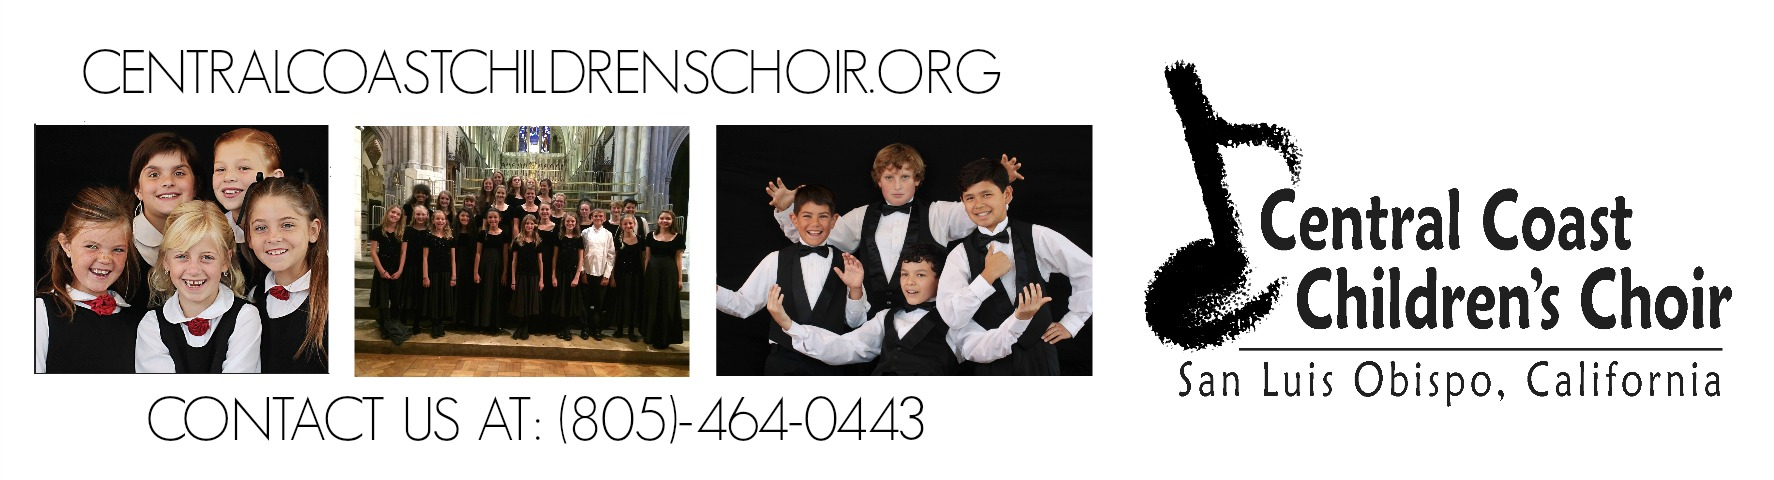 CENTRALCOASTCHILDRENSCHOIR.ORG
CONTACT US AT: (805)-464-0443
Central Coast
Children's Choir
San Luis Obispo, California